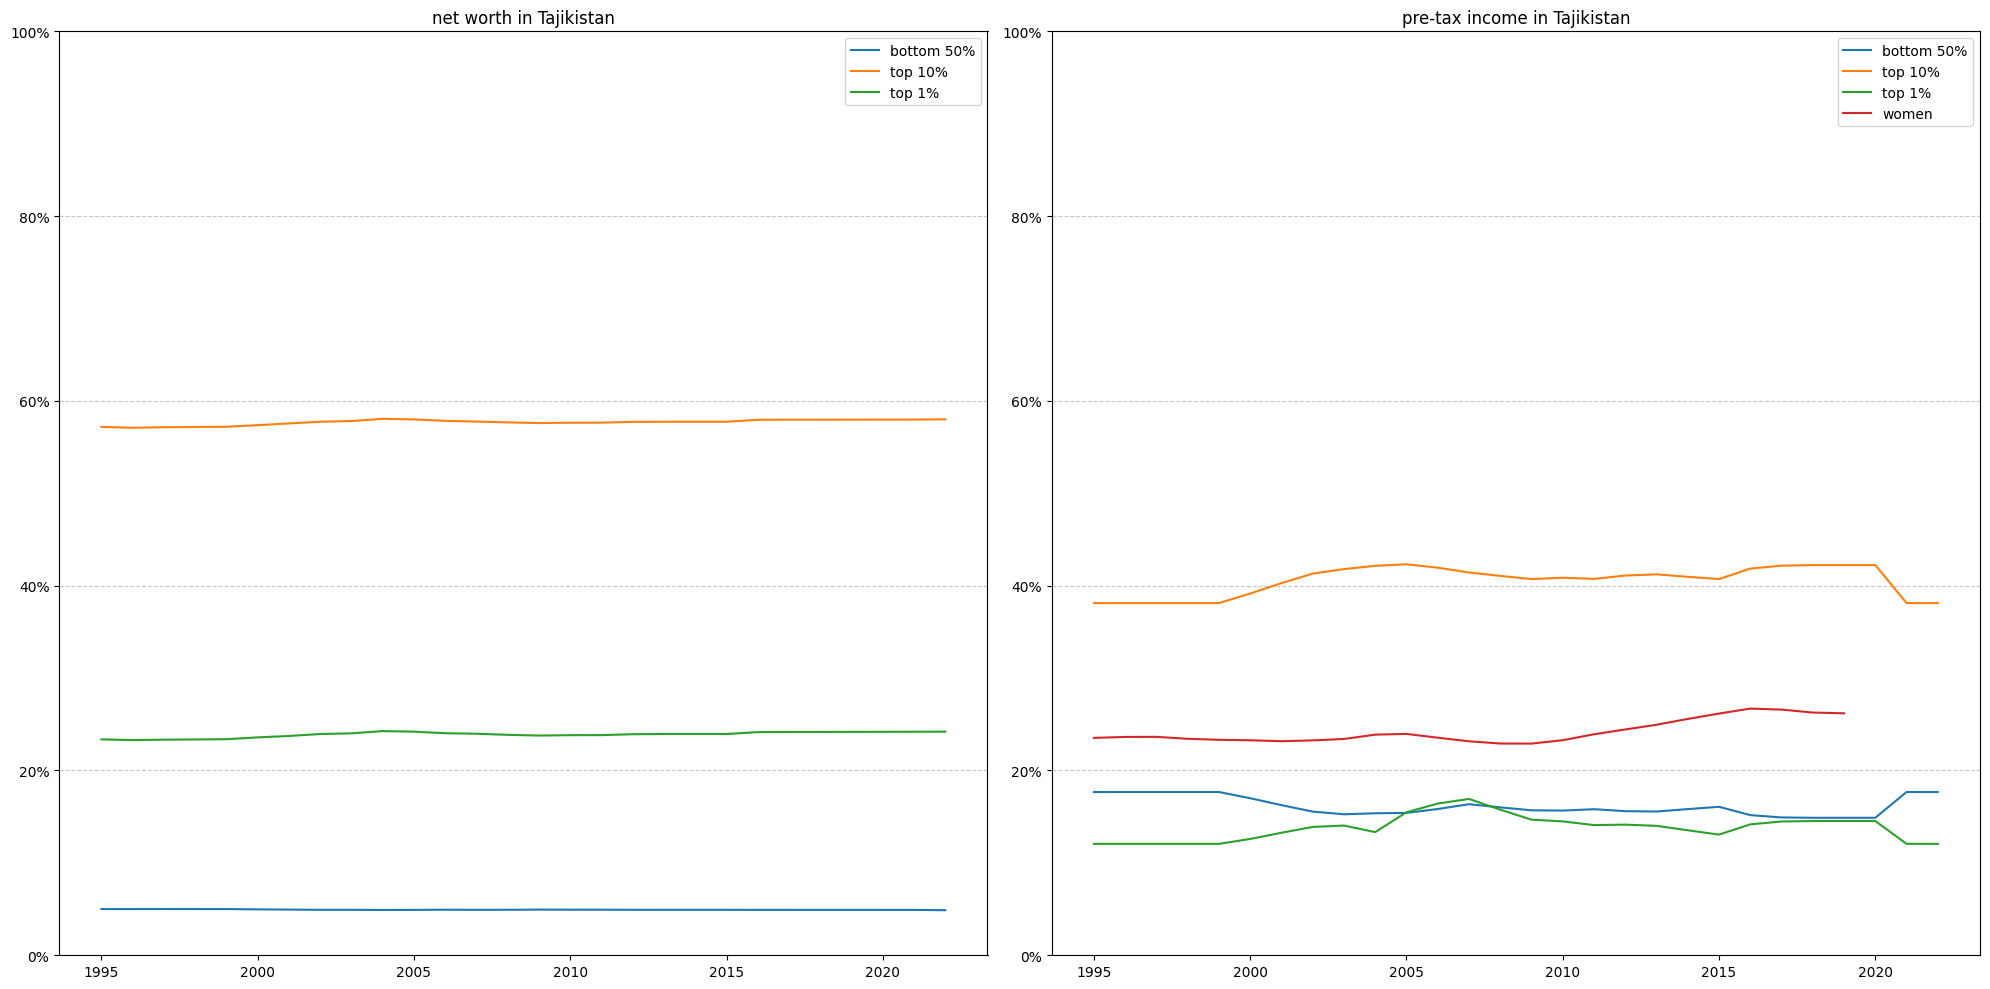 net worth in Tajikistan
100%
80%
60%
40%
20%
0%
1995 2000 2005 2010 2015 2020
bottom 50%
top 10%
top 1%
pre-tax income in Tajikistan
100%
80%
60%
40%
20%
0%
1995 2000 2005 2010 2015 2020
bottom 50%
top 10%
top 1%
women